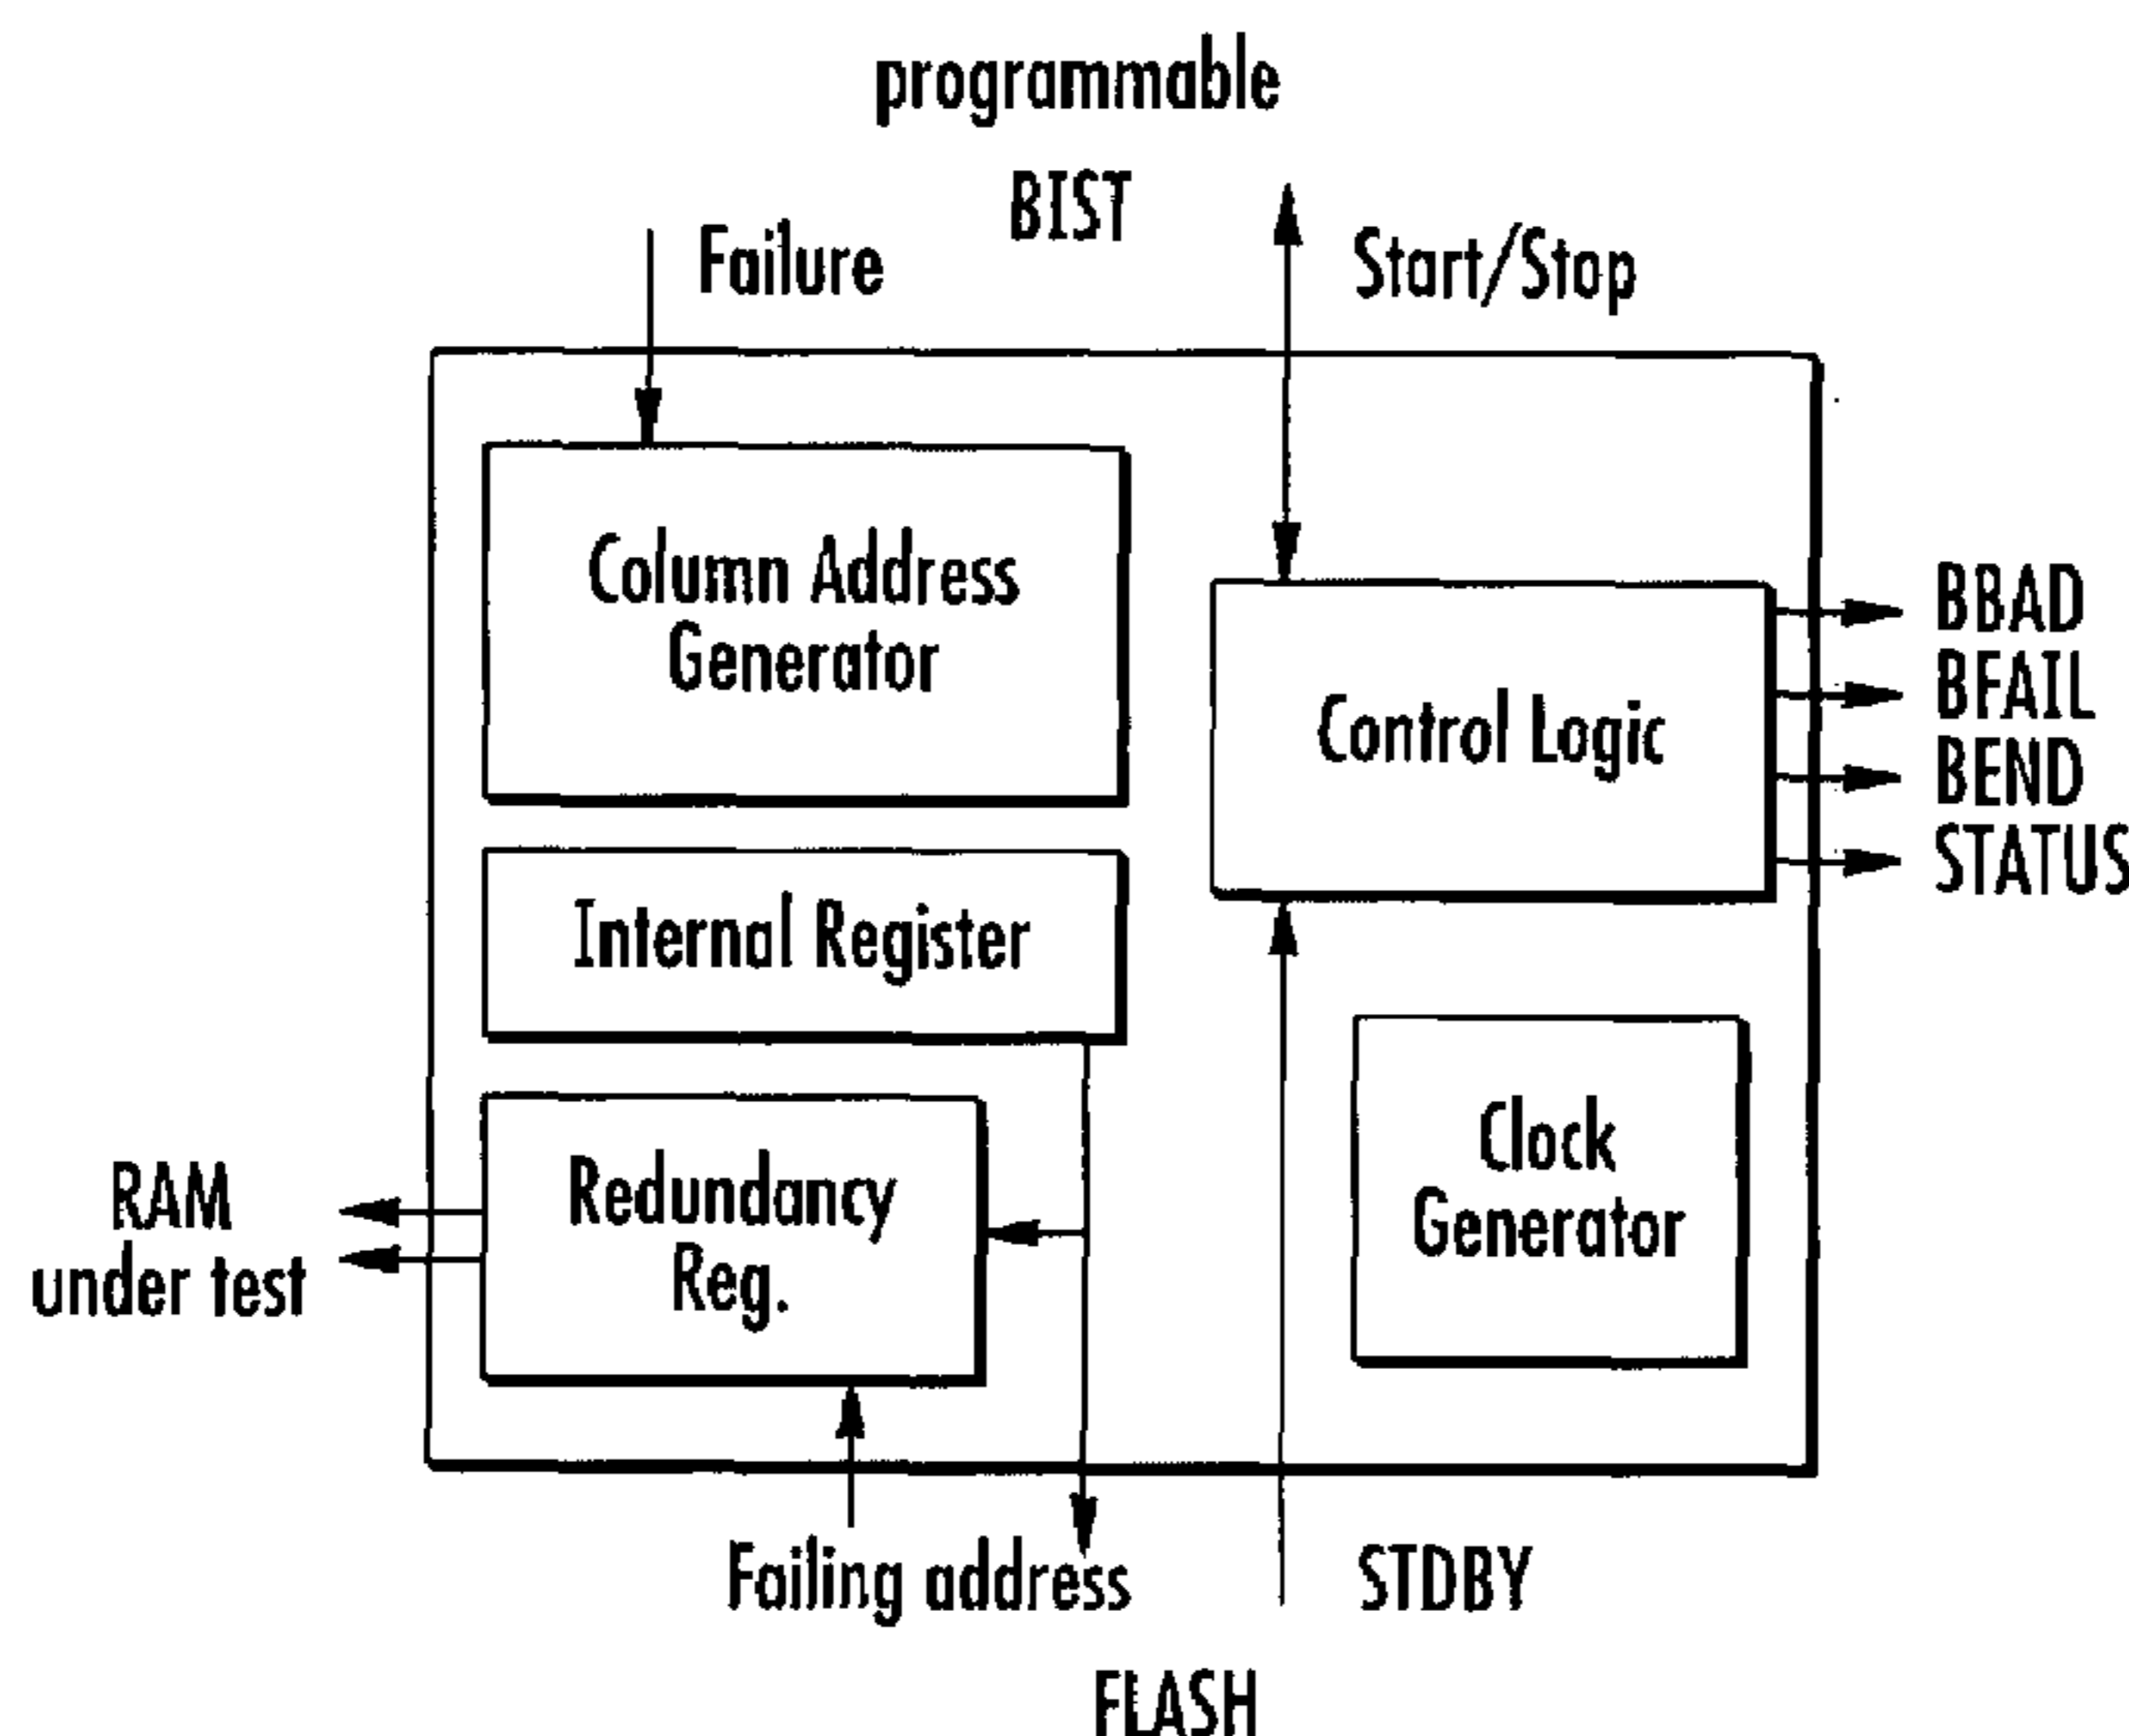 programmable
BIST
Failure
Start/Stop
Column Address
Generator
Control Logic
BBAD
BFAIL
BEND
STATUS
Internal Register
Clock
Generator
Redundancy
Reg.
RAM
under test
Failing address
STDBY
FLASH